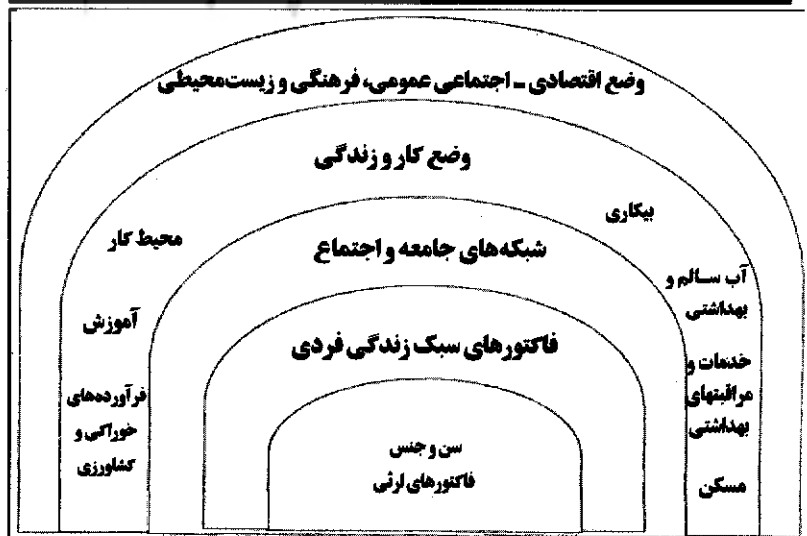 وضع اقتصادی ـ اجتماعی عمومی، فرهنگی و زیست‌محیطی
وضع کار و زندگی
بیکاری
محیط کار
شبکه‌های جامعه و اجتماع
آب سالم و
بهداشتی
آموزش
فاکتورهای سبک زندگی فردی
خدمات و
مراقبتهای
بهداشتی
فرآورده‌های
خوراکی و
کشاورزی
سن و جنس
فاکتورهای ارثی
مسکن